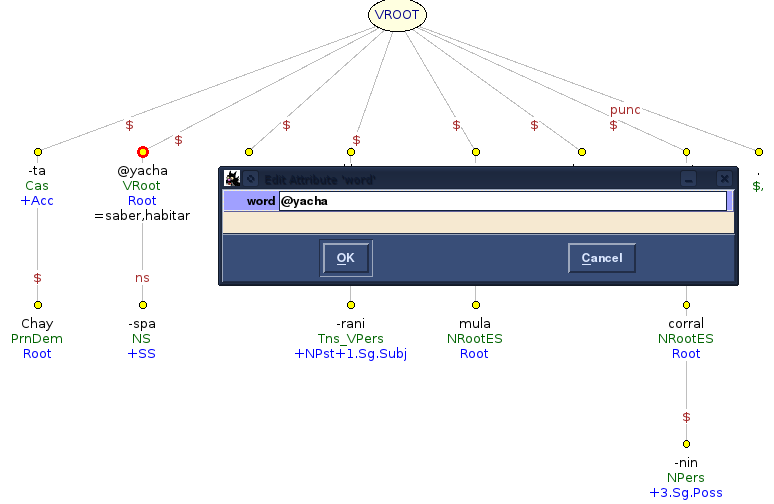 VROOT
punc
$ $ $ $ $ $ $
-ta
Cas
+Acc
@yacha
VRoot
Root
=saber,habitar
.
$,
Edit Attribute 'word'
word @yacha
OK Cancel
$ ns
Chay
PrnDem
Root
-spa
NS
+SS
-rani
Tns_VPers
+NPst+1.Sg.Subj
mula
NRootES
Root
corral
NRootES
Root
$
-nin
NPers
+3.Sg.Poss